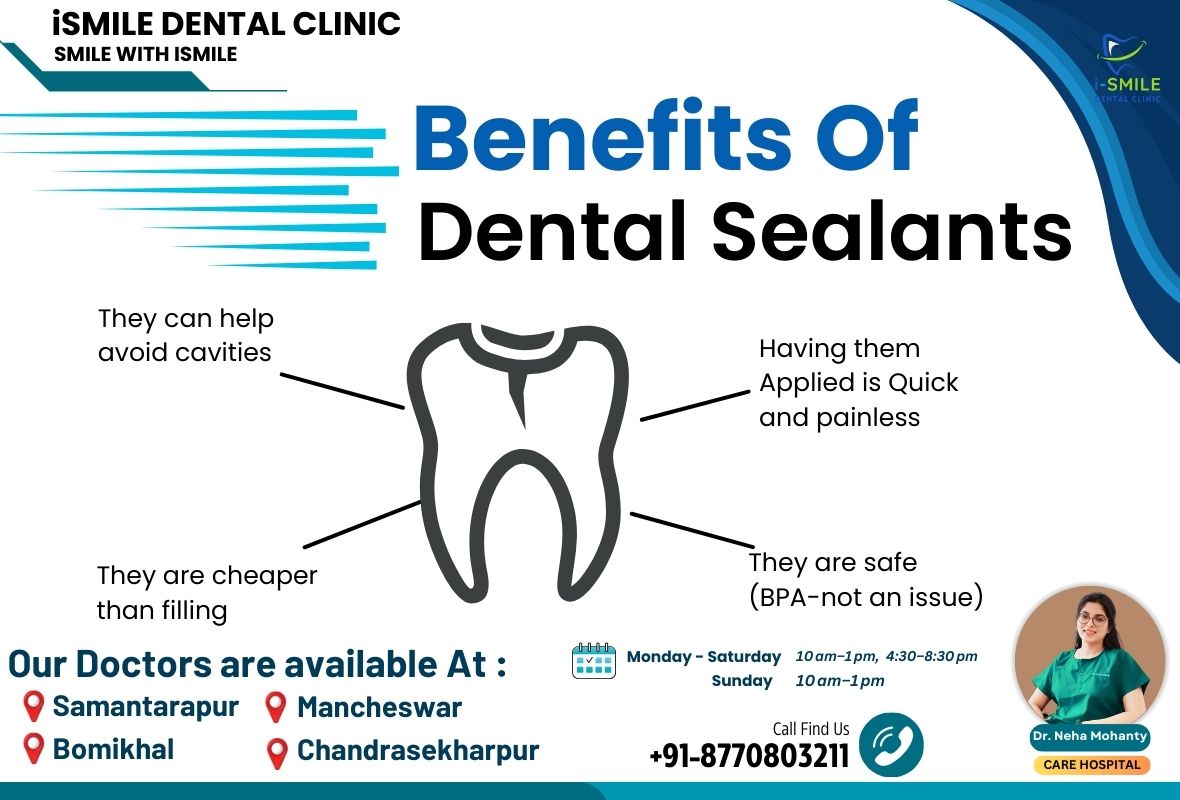 iSMILE DENTAL CLINIC
SMILE WITH ISMILE
i-SMILE
DENTAL CLINIC
Benefits Of
Dental Sealants
They can help
avoid cavities
Having them
Applied is Quick
and painless
They are cheaper
than filling
They are safe
(BPA-not an issue)
Our Doctors are available At :
Samantarapur
Mancheswar
Bomikhal
Chandrasekharpur
Monday - Saturday 10 am–1 pm, 4:30–8:30 pm
Sunday 10 am–1 pm
Call Find Us
+91-8770803211
Dr. Neha Mohanty
CARE HOSPITAL